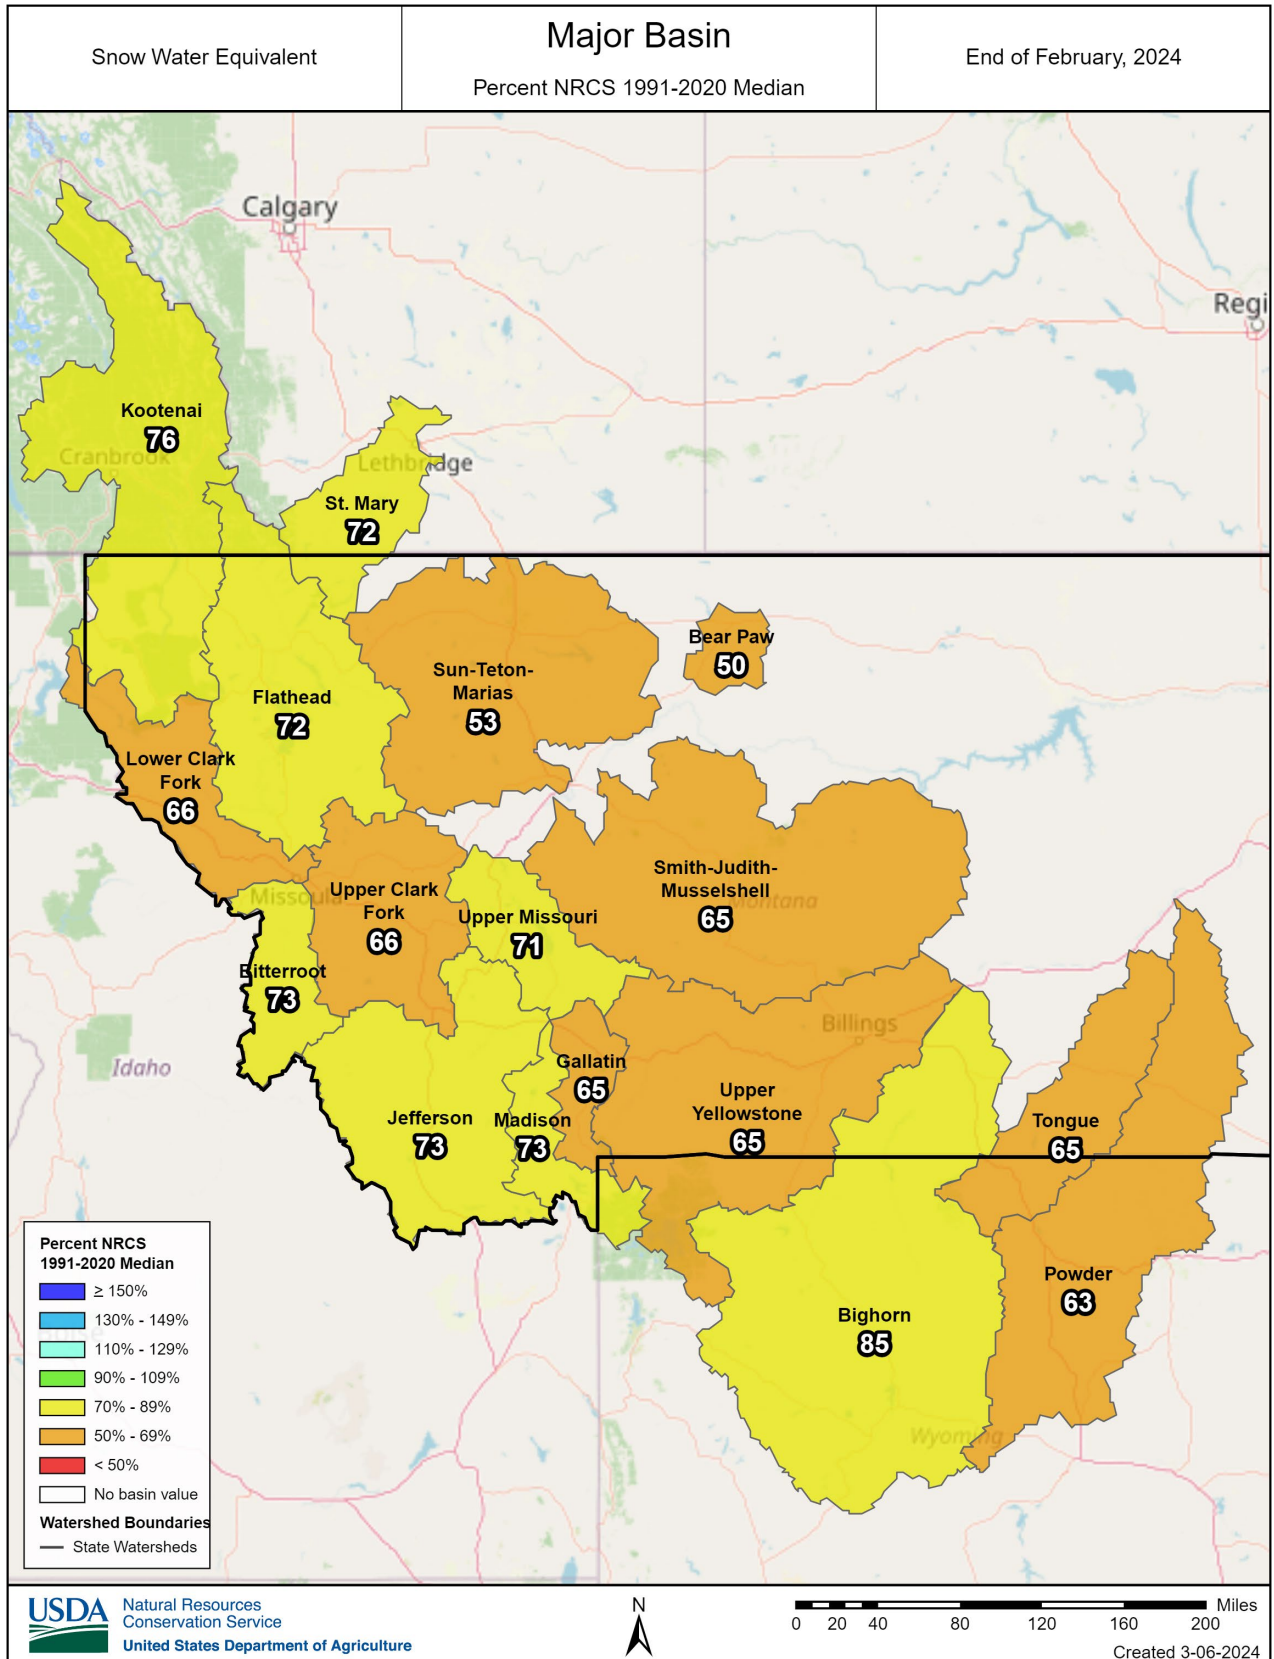 Snow Water Equivalent
Major Basin
Percent NRCS 1991-2020 Median
End of February, 2024
Calgary
Regi
Kootenai
76
Cranbrook
Lethbridge
St. Mary
72
Bear Paw
50
Sun-Teton-
Marias
53
Flathead
72
Lower Clark
Fork
66
Smith-Judith-
Musselshell
65
Montana
Missoula
Upper Clark
Fork
66
Upper Missouri
71
Bitterroot
73
Billings
Idaho
Gallatin
65
Upper
Yellowstone
65
Jefferson
73
Madison
73
Tongue
65
Powder
63
Bighorn
85
Wyoming
Percent NRCS
1991-2020 Median
≥ 150%
130% - 149%
110% - 129%
90% - 109%
70% - 89%
50% - 69%
< 50%
No basin value
Watershed Boundaries
State Watersheds
USDA
Natural Resources
Conservation Service
United States Department of Agriculture
N
Miles
0 20 40 80 120 160 200
Created 3-06-2024